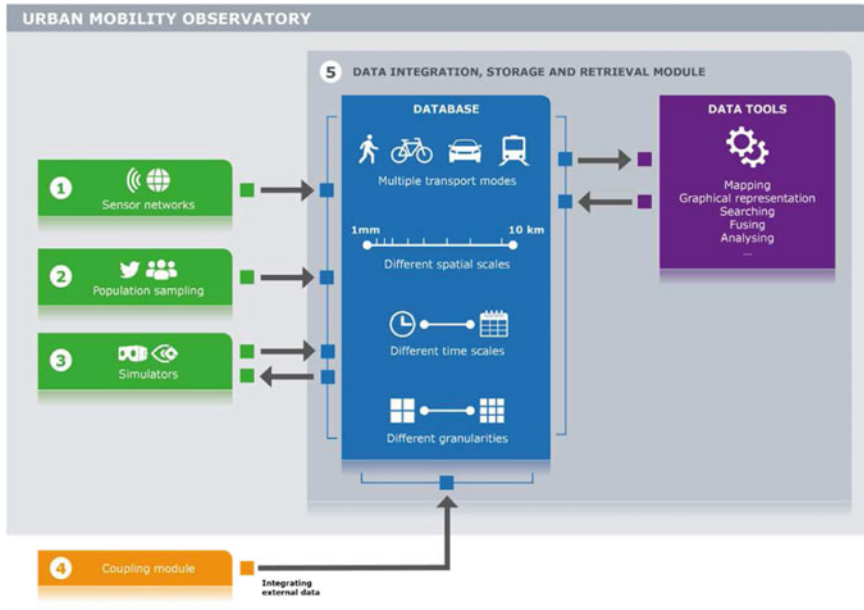 URBAN MOBILITY OBSERVATORY
5 DATA INTEGRATION, STORAGE AND RETRIEVAL MODULE
DATABASE
Multiple transport modes
1mm 10 km
Different spatial scales
Different time scales
Different granularities
DATA TOOLS
Mapping
Graphical representation
Searching
Fusing
Analysing
...
1
Sensor networks
2
Population sampling
3
Simulators
4 Coupling module
Integrating
external data